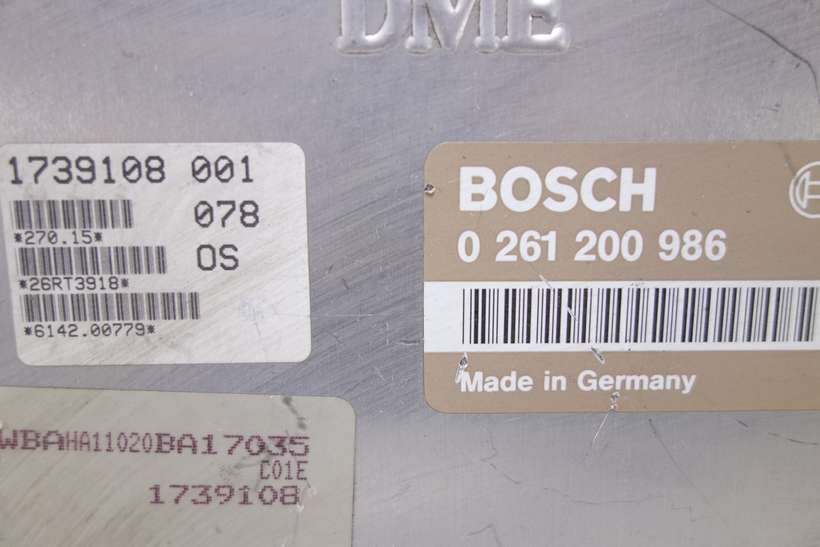 DME
1739108 001
078
*270.15*
OS
*26RT3918*
*6142.00779*
BOSCH
0 261 200 986
Made in Germany
WBAHA11020BA17035
C01E
1739108